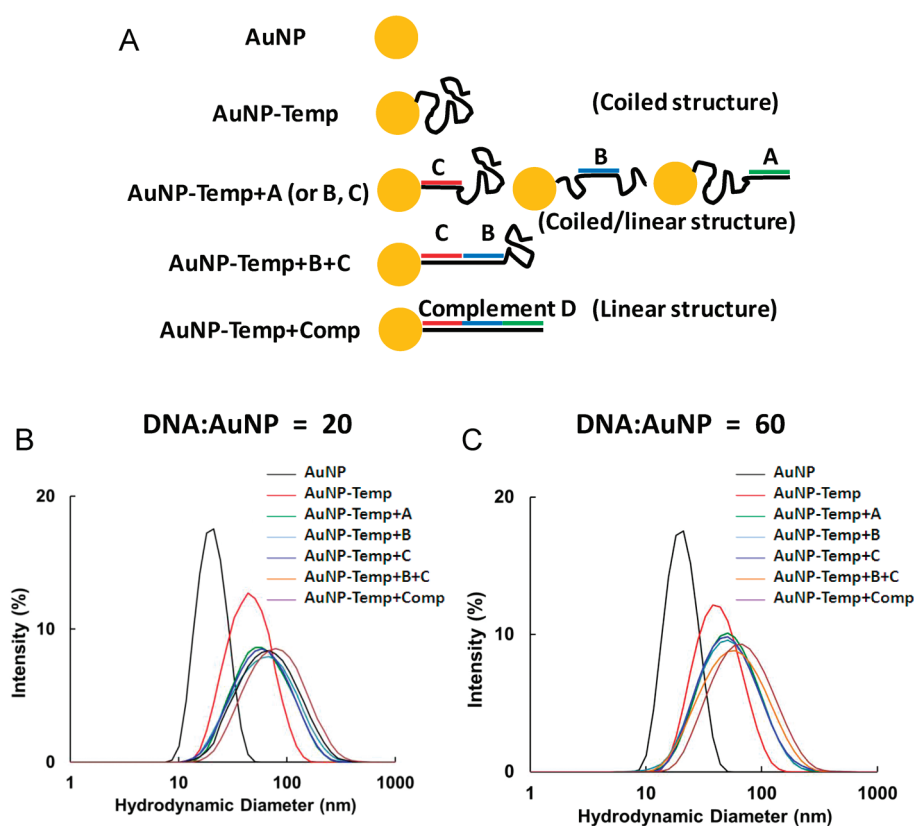 A
AuNP
AuNP-Temp
(Coiled structure)
C
B
A
AuNP-Temp+A (or B, C)
(Coiled/linear structure)
C B
AuNP-Temp+B+C
Complement D
(Linear structure)
AuNP-Temp+Comp
B
DNA:AuNP = 20
AuNP
AuNP-Temp
AuNP-Temp+A
AuNP-Temp+B
AuNP-Temp+C
AuNP-Temp+B+C
AuNP-Temp+Comp
Intensity (%)
20
10
0
1 10 100 1000
Hydrodynamic Diameter (nm)
C
DNA:AuNP = 60
AuNP
AuNP-Temp
AuNP-Temp+A
AuNP-Temp+B
AuNP-Temp+C
AuNP-Temp+B+C
AuNP-Temp+Comp
Intensity (%)
20
10
0
1 10 100 1000
Hydrodynamic Diameter (nm)